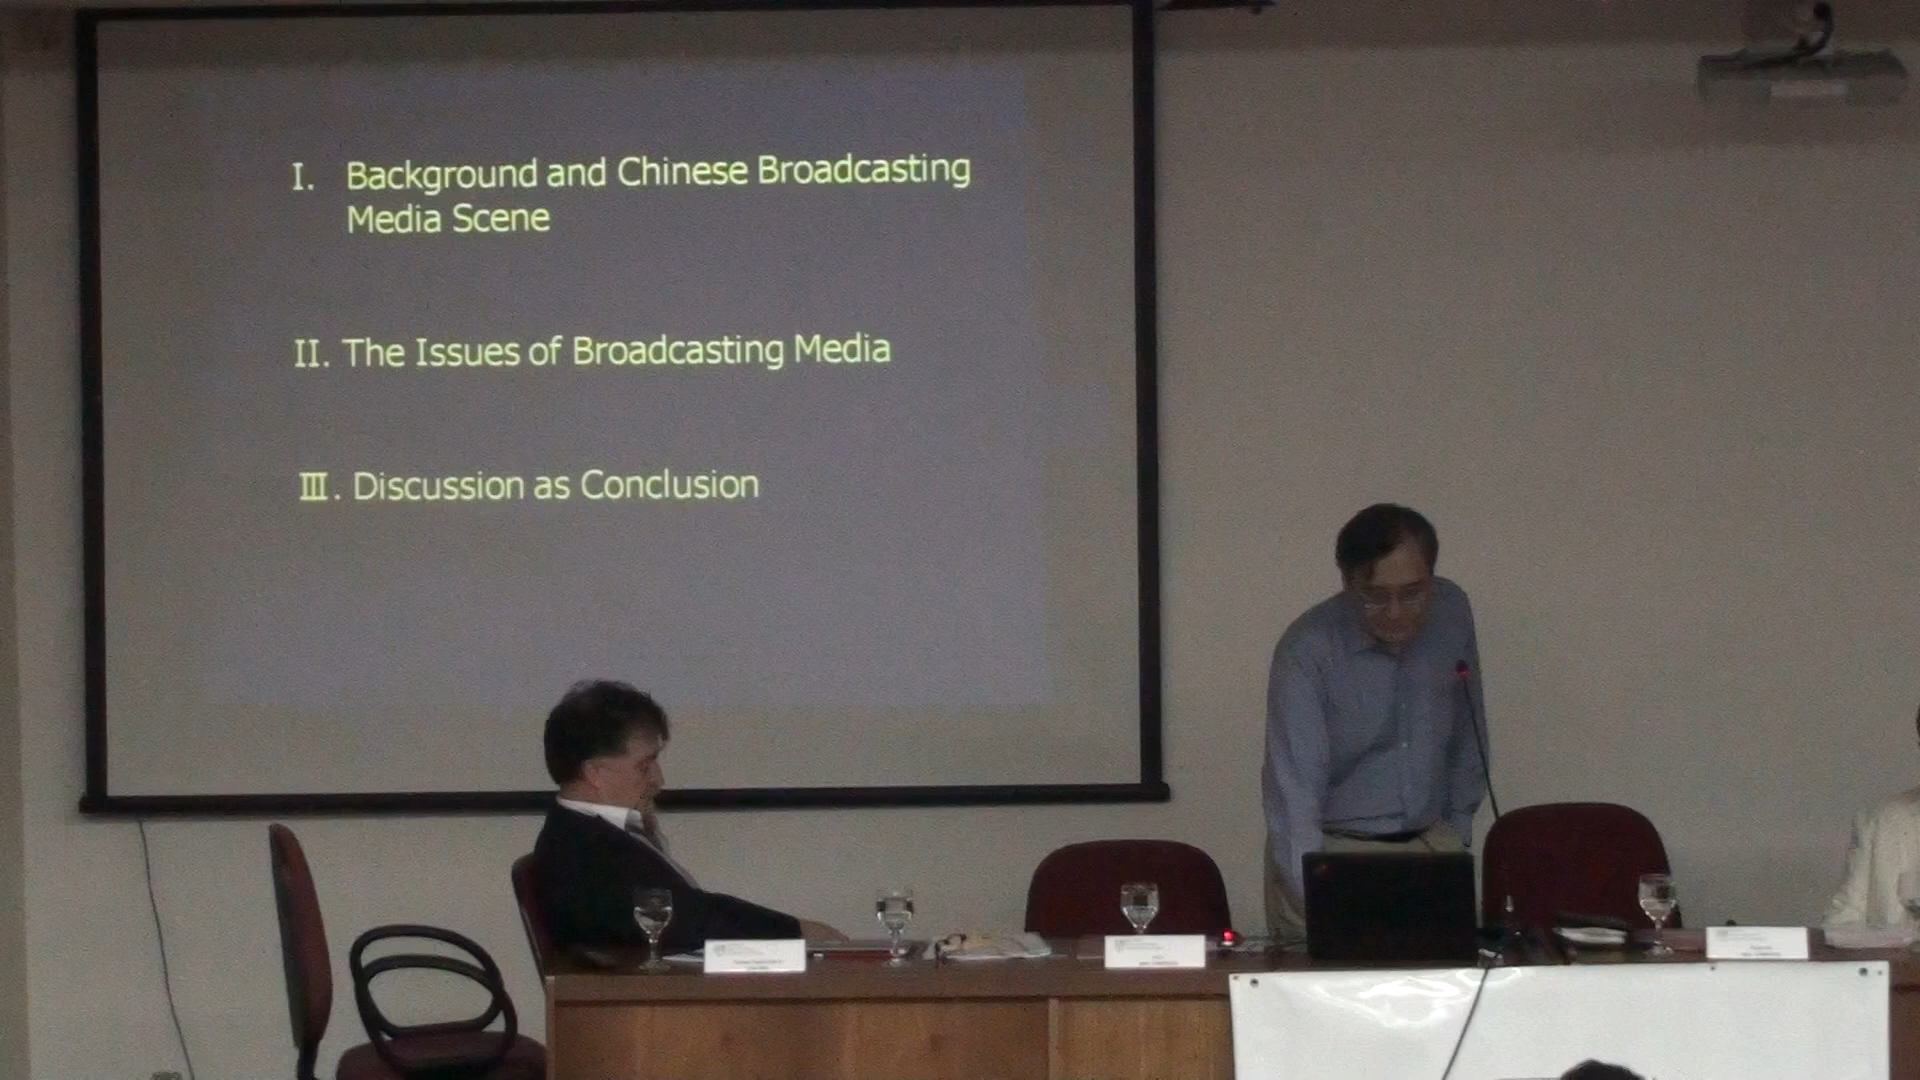 I. Background and Chinese Broadcasting
Media Scene
II. The Issues of Broadcasting Media
Ⅲ. Discussion as Conclusion